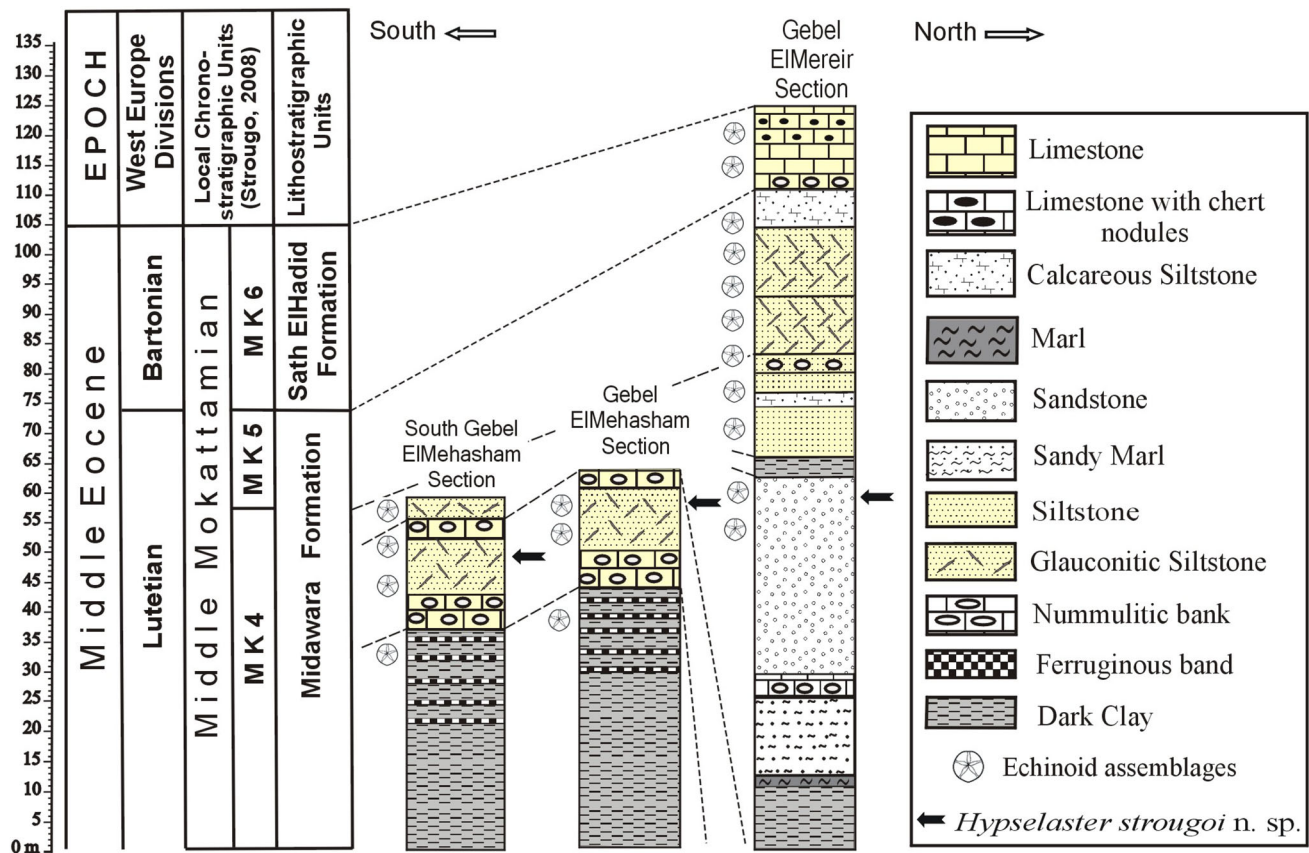 135
130
125
120
115
110
105
100
95
90
85
80
75
70
65
60
55
50
45
40
35
30
25
20
15
10
5
0 m
EPOCH
West Europe
Divisions
Local Chrono-
stratigraphic Units
(Strougo, 2008)
Lithostratigraphic
Units
Middle Eocene
Bartonian
Lutetian
Middle Mokattamian
MK6
MK5
MK4
Sath ElHadid
Formation
Midawara Formation
South
North
South Gebel
ElMehasham
Section
Gebel
ElMehasham
Section
Gebel
ElMereir
Section
Limestone
Limestone with chert
nodules
Calcareous Siltstone
Marl
Sandstone
Sandy Marl
Siltstone
Glauconitic Siltstone
Nummulitic bank
Ferruginous band
Dark Clay
Echinoid assemblages
Hypselaster strougoi n. sp.